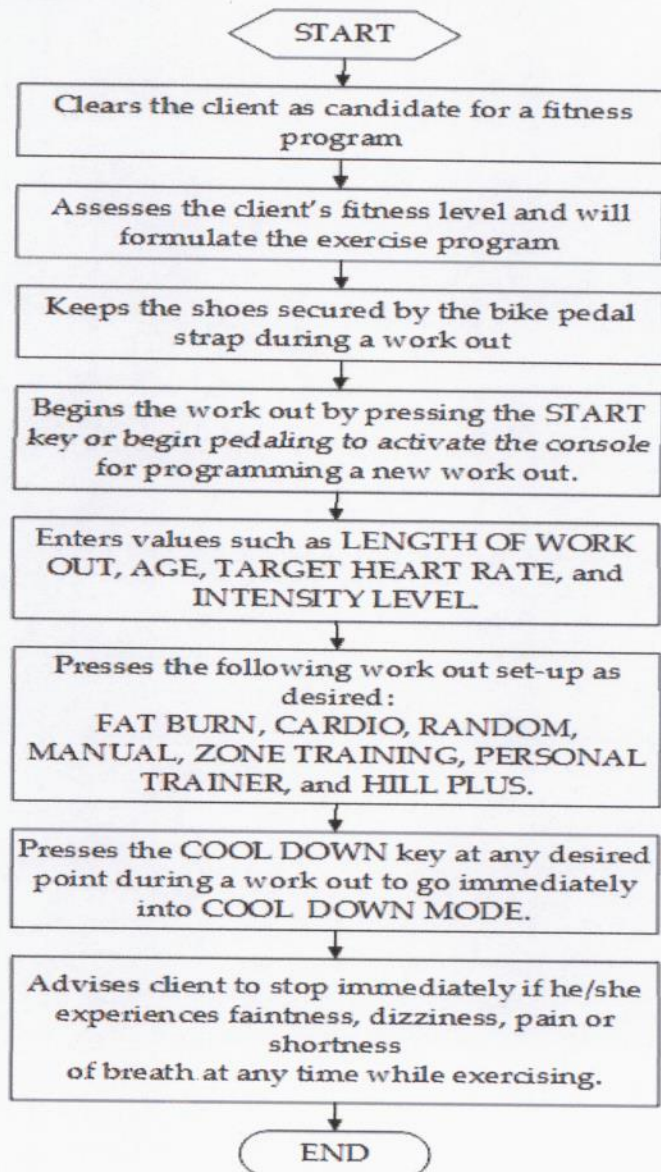 START
Clears the client as candidate for a fitness
program
Assesses the client's fitness level and will
formulate the exercise program
Keeps the shoes secured by the bike pedal
strap during a work out
Begins the work out by pressing the START
key or begin pedaling to activate the console
for programming a new work out.
Enters values such as LENGTH OF WORK
OUT, AGE, TARGET HEART RATE, and
INTENSITY LEVEL.
Presses the following work out set-up as
desired:
FAT BURN, CARDIO, RANDOM,
MANUAL, ZONE TRAINING, PERSONAL
TRAINER, and HILL PLUS.
Presses the COOL DOWN key at any desired
point during a work out to go immediately
into COOL DOWN MODE.
Advises client to stop immediately if he/she
experiences faintness, dizziness, pain or
shortness
of breath at any time while exercising.
END